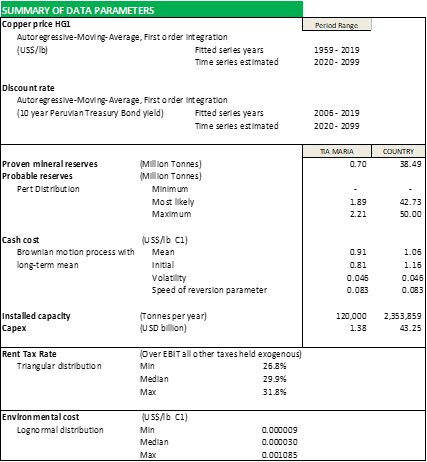 SUMMARY OF DATA PARAMETERS
Copper price HG1 Period Range
Autoregressive-Moving-Average, First order Integration
(US$/lb) Fitted series years 1959 - 2019
Time series estimated 2020 - 2099
Discount rate
Autoregressive-Moving-Average, First order Integration
(10 year Peruvian Treasury Bond yield) Fitted series years 2006 - 2019
Time series estimated 2020 - 2099
TIA MARIA COUNTRY
Proven mineral reserves (Million Tonnes) 0.70 38.49
Probable reserves (Million Tonnes)
Pert Distribution Minimum - -
Most likely 1.89 42.73
Maximum 2.21 50.00
Cash cost (US$/lb C1)
Brownian motion process with Mean 0.91 1.06
long-term mean Initial 0.81 1.16
Volatility 0.046 0.046
Speed of reversion parameter 0.083 0.083
Installed capacity (Tonnes per year) 120,000 2,353,859
Capex (USD billion) 1.38 43.25
Rent Tax Rate (Over EBIT all other taxes held exogenous)
Triangular distribution Min 26.8%
Median 29.9%
Max 31.8%
Environmental cost (US$/lb C1)
Lognormal distribution Min 0.000009
Median 0.000030
Max 0.001085